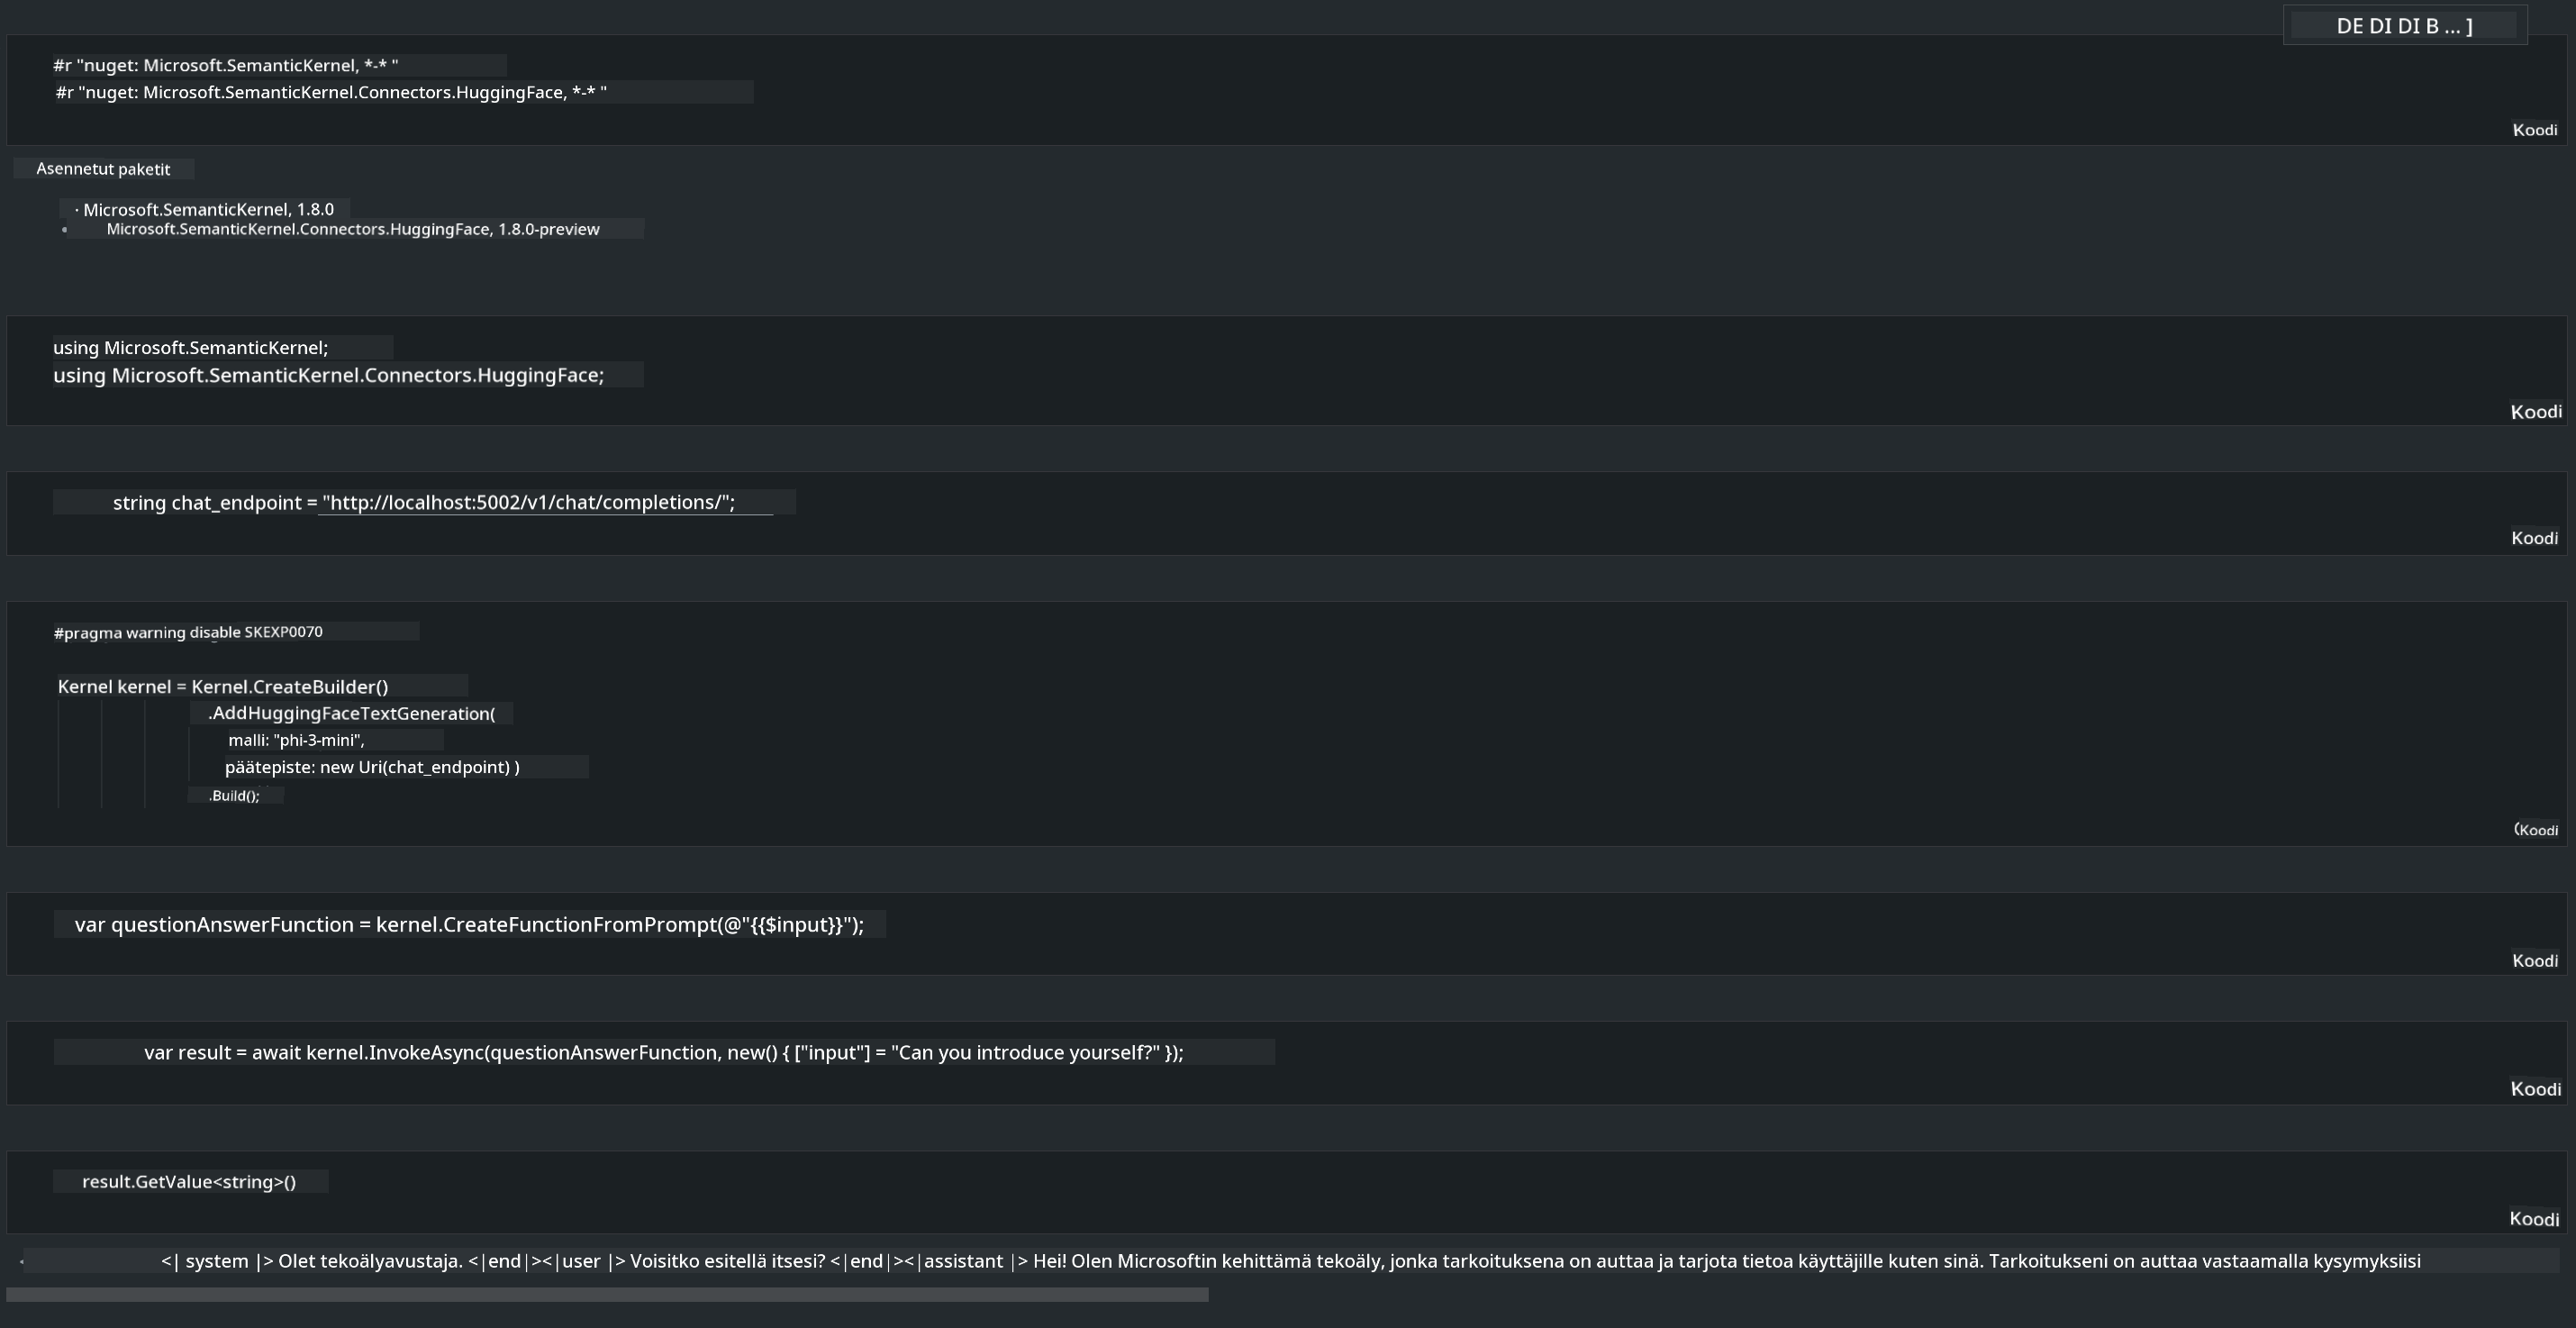 DE DI DI B ... ]
#r "nuget: Microsoft.SemanticKernel, *-* "
#r "nuget: Microsoft.SemanticKernel.Connectors.HuggingFace, *-* "
Koodi
Asennetut paketit
· Microsoft.SemanticKernel, 1.8.0
• Microsoft.SemanticKernel.Connectors.HuggingFace, 1.8.0-preview
using Microsoft.SemanticKernel;
using Microsoft.SemanticKernel.Connectors.HuggingFace;
Koodi
string chat_endpoint = "http://localhost:5002/v1/chat/completions/";
Koodi
#pragma warning disable SKEXP0070
Kernel kernel = Kernel.CreateBuilder()
.AddHuggingFaceTextGeneration(
malli: "phi-3-mini",
päätepiste: new Uri(chat_endpoint) )
.Build();
(Koodi
var questionAnswerFunction = kernel.CreateFunctionFromPrompt(@"{{$input}}");
Koodi
var result = await kernel.InvokeAsync(questionAnswerFunction, new() { ["input"] = "Can you introduce yourself?" });
Koodi
result.GetValue<string>()
Koodi
<| system |> Olet tekoälyavustaja. <|end|><|user |> Voisitko esitellä itsesi? <|end|><|assistant |> Hei! Olen Microsoftin kehittämä tekoäly, jonka tarkoituksena on auttaa ja tarjota tietoa käyttäjille kuten sinä. Tarkoitukseni on auttaa vastaamalla kysymyksiisi